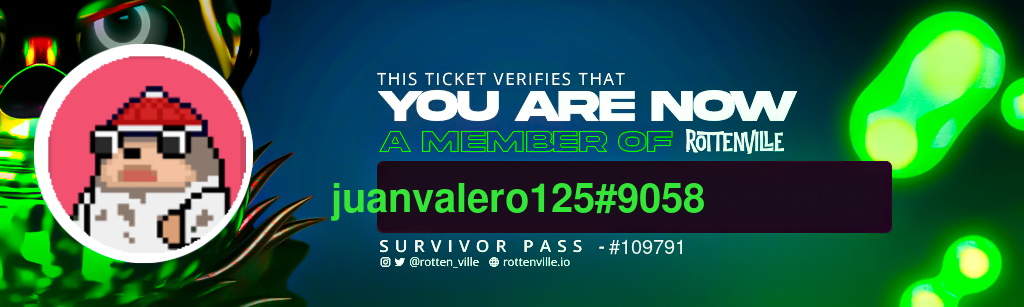 THIS TICKET VERIFIES THAT
YOU ARE NOW
A MEMBER OF ROTTENVILLE
juanvalero125#9058
SURVIVOR PASS - #109791
@rotten_ville rottenville.io